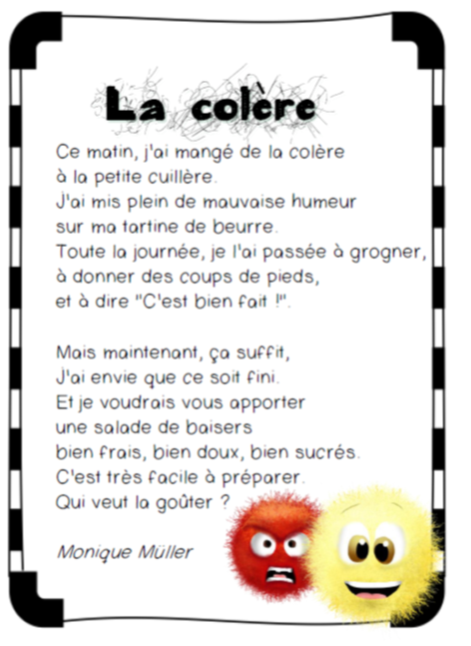 La colère
Ce matin, j'ai mangé de la colère
à la petite cuillère.
J'ai mis plein de mauvaise humeur
sur ma tartine de beurre.
Toute la journée, je l'ai passée à grogner,
à donner des coups de pieds,
et à dire "C'est bien fait !".
Mais maintenant, ça suffit,
J'ai envie que ce soit fini.
Et je voudrais vous apporter
une salade de baisers
bien frais, bien doux, bien sucrés.
C'est très facile à préparer.
Qui veut la goûter ?
Monique Müller